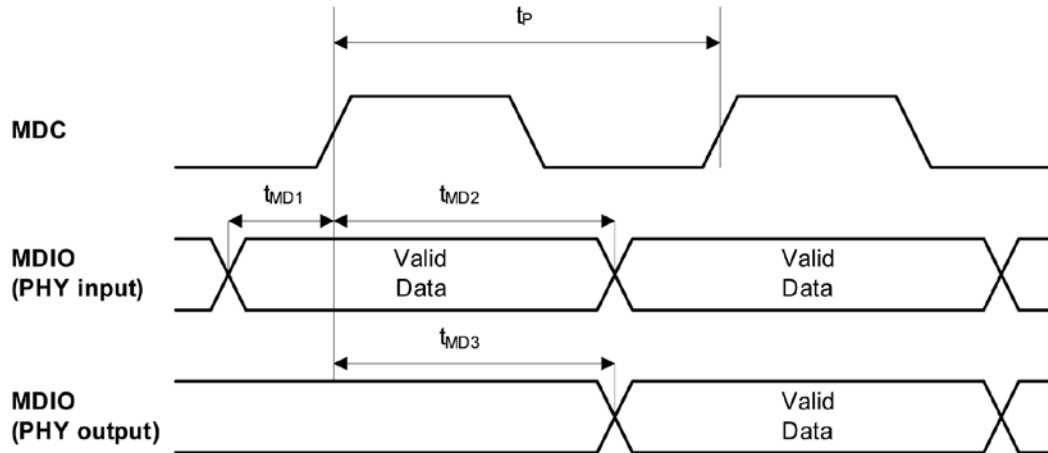 tP
MDC
tMD1
tMD2
MDIO
(PHY input)
Valid
Data
Valid
Data
tMD3
MDIO
(PHY output)
Valid
Data